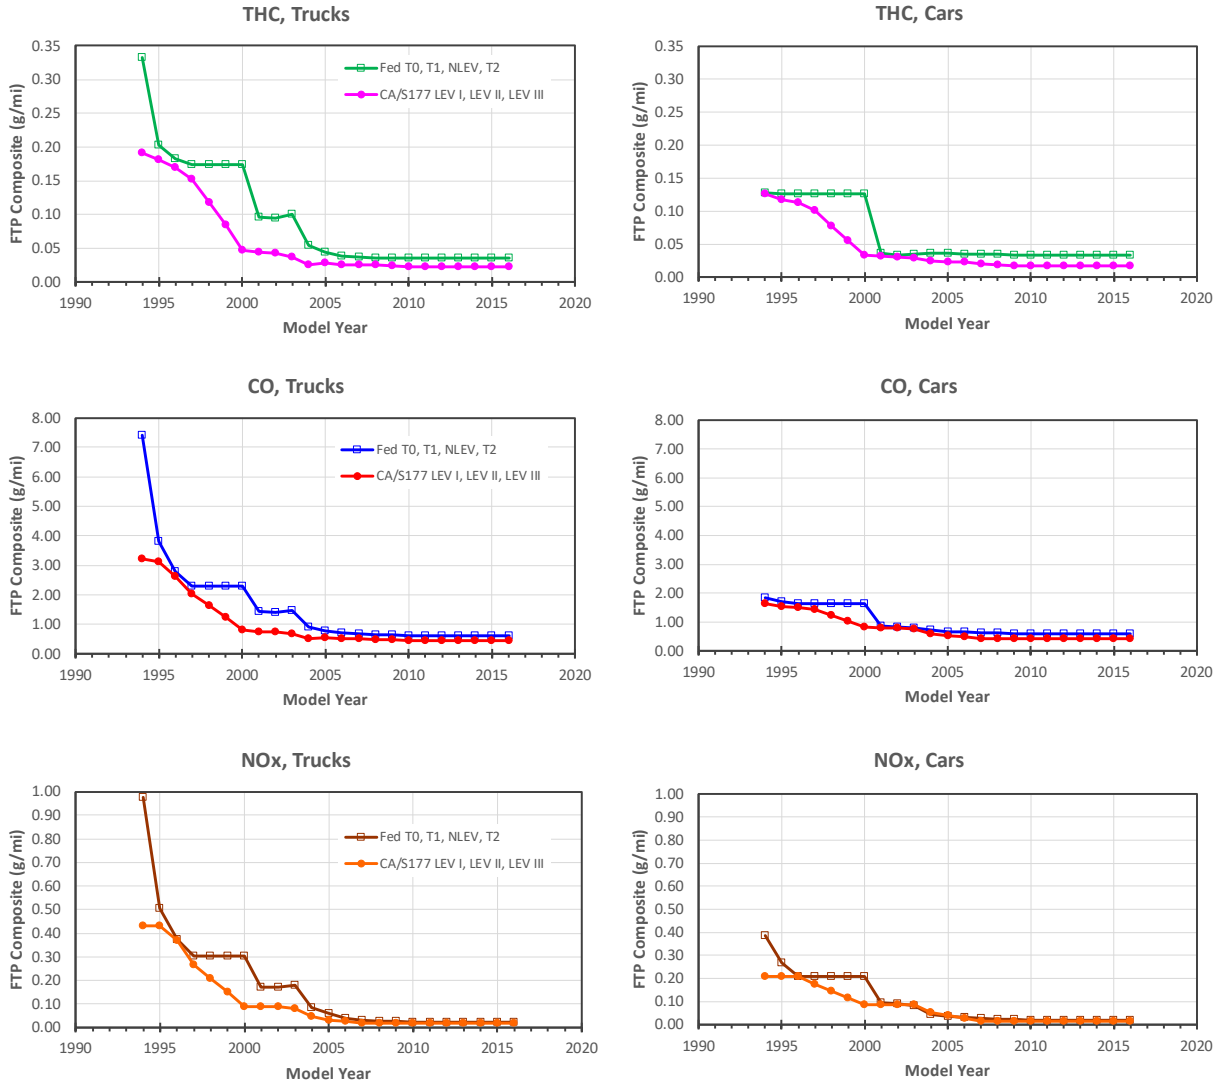 THC, Trucks
FTP Composite (g/mi)
0.35
0.30
0.25
0.20
0.15
0.10
0.05
0.00
Fed T0, T1, NLEV, T2
CA/S177 LEV I, LEV II, LEV III
1990 1995 2000 2005 2010 2015 2020
Model Year
THC, Cars
FTP Composite (g/mi)
0.35
0.30
0.25
0.20
0.15
0.10
0.05
0.00
1990 1995 2000 2005 2010 2015 2020
Model Year
CO, Trucks
FTP Composite (g/mi)
8.00
7.00
6.00
5.00
4.00
3.00
2.00
1.00
0.00
Fed T0, T1, NLEV, T2
CA/S177 LEV I, LEV II, LEV III
1990 1995 2000 2005 2010 2015 2020
Model Year
CO, Cars
FTP Composite (g/mi)
8.00
7.00
6.00
5.00
4.00
3.00
2.00
1.00
0.00
1990 1995 2000 2005 2010 2015 2020
Model Year
NOx, Trucks
FTP Composite (g/mi)
1.00
0.90
0.80
0.70
0.60
0.50
0.40
0.30
0.20
0.10
0.00
Fed T0, T1, NLEV, T2
CA/S177 LEV I, LEV II, LEV III
1990 1995 2000 2005 2010 2015 2020
Model Year
NOx, Cars
FTP Composite (g/mi)
1.00
0.90
0.80
0.70
0.60
0.50
0.40
0.30
0.20
0.10
0.00
1990 1995 2000 2005 2010 2015 2020
Model Year